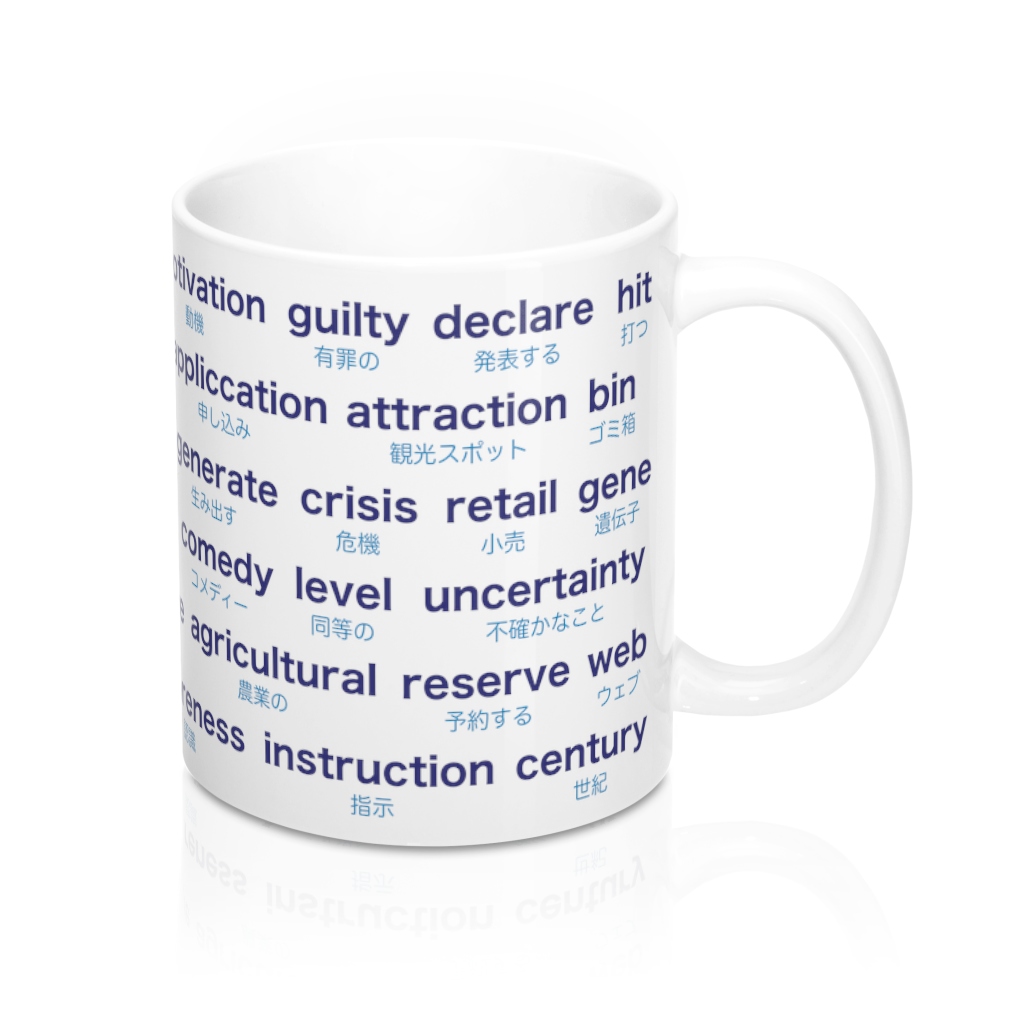 otivation guilty declare hit
動機 有罪の 発表する 打つ
appliccation attraction bin
申し込み 観光スポット ゴミ箱
generate crisis retail gene
生み出す 危機 小売 遺伝子
comedy level uncertainty
コメディー 同等の 不確かなこと
e agricultural reserve web
農業の 予約する ウェブ
reness instruction century
指示 世紀